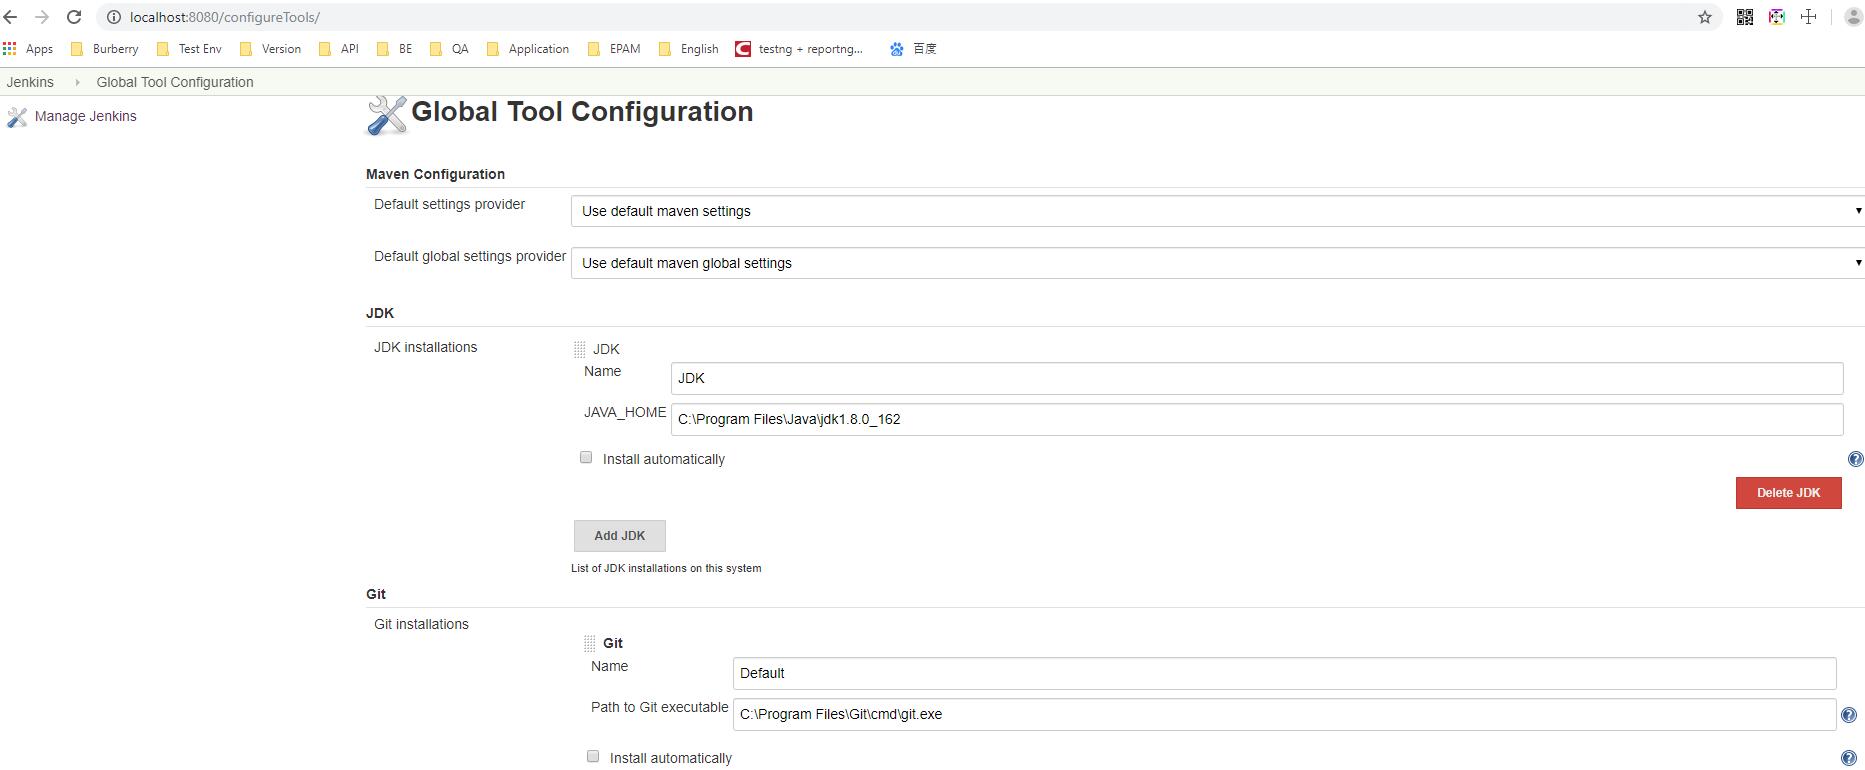 localhost:8080/configureTools/
Apps Burberry Test Env Version API BE QA Application EPAM English testng + reportng... 百度
Jenkins Global Tool Configuration
Manage Jenkins
Global Tool Configuration
Maven Configuration
Default settings provider Use default maven settings
Default global settings provider Use default maven global settings
JDK
JDK installations
JDK
Name JDK
JAVA_HOME C:\Program Files\Java\jdk1.8.0_162
Install automatically
Delete JDK
Add JDK
List of JDK installations on this system
Git
Git installations
Git
Name Default
Path to Git executable C:\Program Files\Git\cmd\git.exe
Install automatically